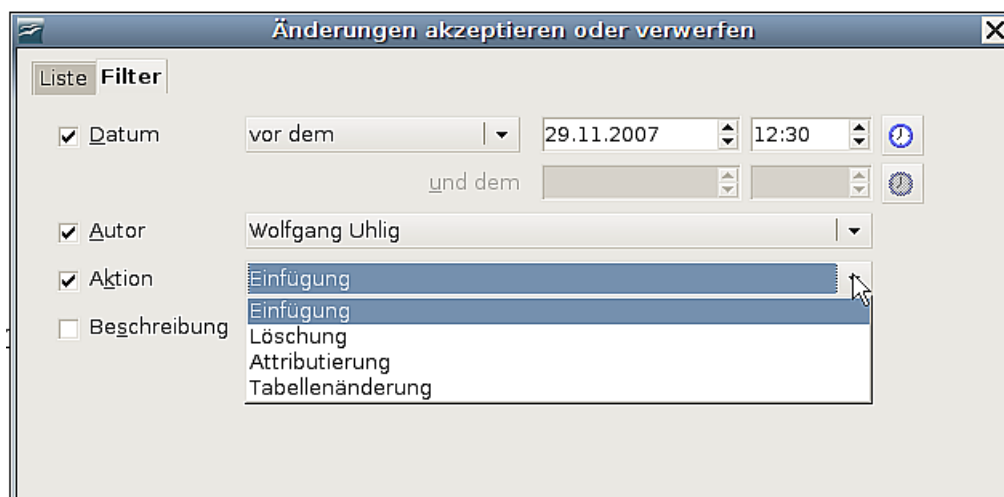 Änderungen akzeptieren oder verwerfen
Liste Filter
Datum vor dem 29.11.2007 12:30
und dem
Autor Wolfgang Uhlig
Aktion Einfügung
Einfügung
Beschreibung
Löschung
Attributierung
Tabellenänderung